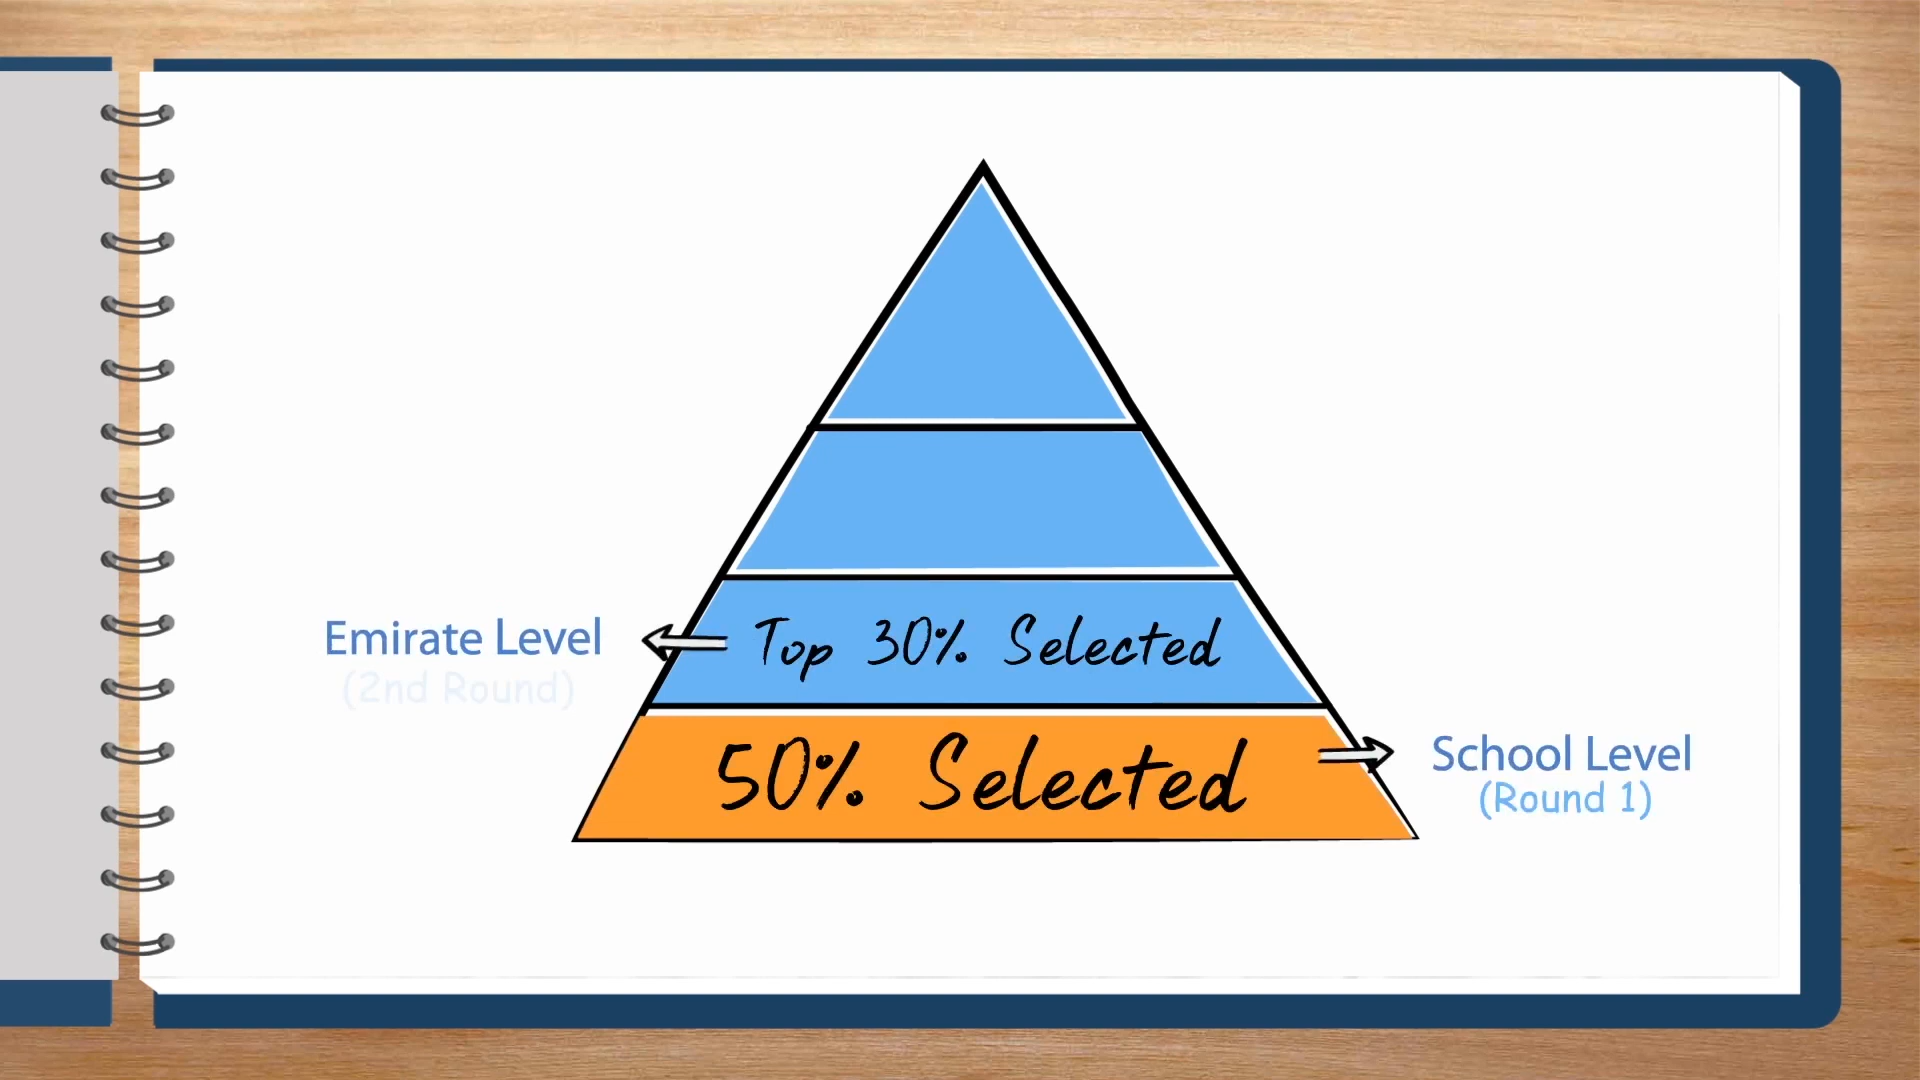 Top 30% Selected
Emirate Level
(2nd Round)
50% Selected
School Level
(Round 1)